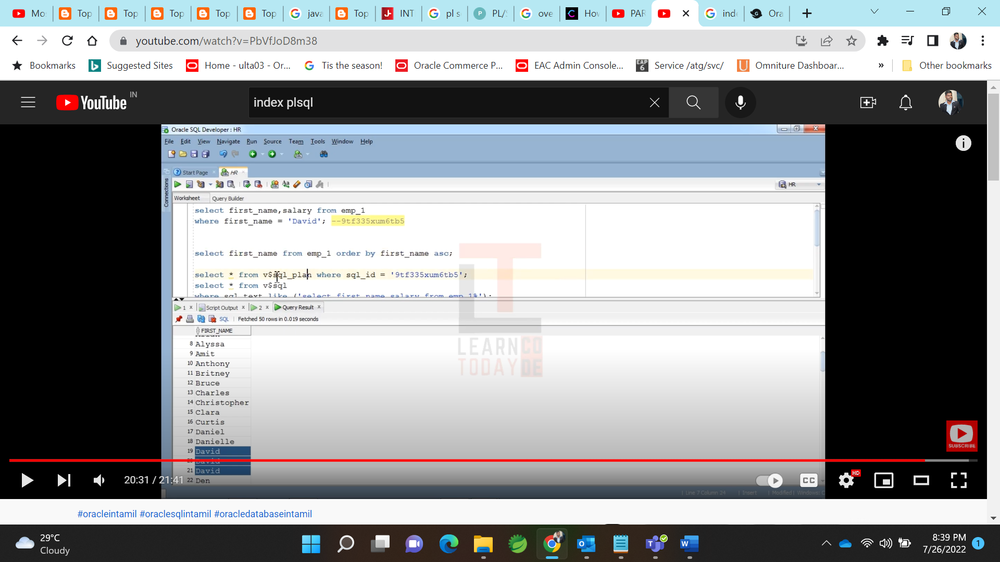 Mo Top Top Top Top Top java Top INT pl s PL/S ove Hov PAR inde Ora
youtube.com/watch?v=PbVfJoD8m38
Bookmarks Suggested Sites Home - ulta03 - Or... Tis the season! Oracle Commerce P... EAC Admin Console... Service /atg/svc/ Omniture Dashboar... » Other bookmarks
YouTube IN index plsql
Oracle SQL Developer : HR
File Edit View Navigate Run Source Team Tools Window Help
Start Page HR
Connections
HR
Worksheet Query Builder
select first_name,salary from emp_1
where first_name = 'David'; --9tf335xum6tb5
select first_name from emp_1 order by first_name asc;
select * from v$sql_plan where sql_id = '9tf335xum6tb5';
select * from v$sql
where sql_text like ('select first_name,salary from emp_1%');
1 Script Output 2 Query Result
SQL Fetched 50 rows in 0.019 seconds
FIRST_NAME
8 Alyssa
9 Amit
10 Anthony
11 Britney
12 Bruce
13 Charles
14 Christopher
15 Clara
16 Curtis
17 Daniel
18 Danielle
19 David
20 David
21 David
22 Den
LEARNCO
TODAYDE
SUBSCRIBE
20:31 / 21:41
CC HD
Line 7 Column 24 Insert Modified Windows: C
#oracleintamil #oraclesqlintamil #oracledatabaseintamil
29°C
Cloudy
8:39 PM
7/26/2022
1